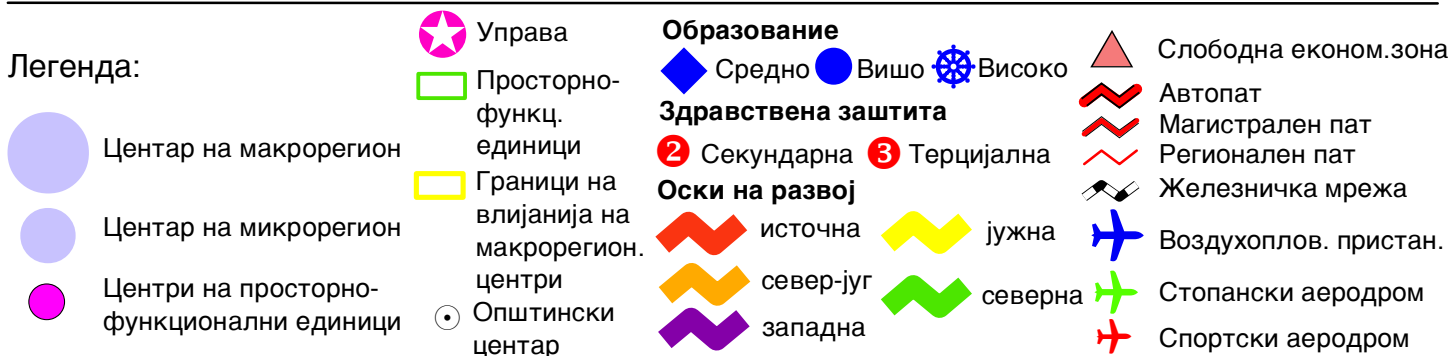 Легенда:
Центар на макрорегион
Центар на микрорегион
Центри на просторно-
функционални единици
Управа
Просторно-
функц.
единици
Граници на
влијанија на
макрорегион.
центри
Општински
центар
Образование
Средно Вишо Високо
Здравствена заштита
2 Секундарна 3 Терцијална
Оски на развој
источна јужна
север-југ северна
западна
Слободна економ.зона
Автопат
Магистрален пат
Регионален пат
Железничка мрежа
Воздухоплов. пристан.
Стопански аеродром
Спортски аеродром